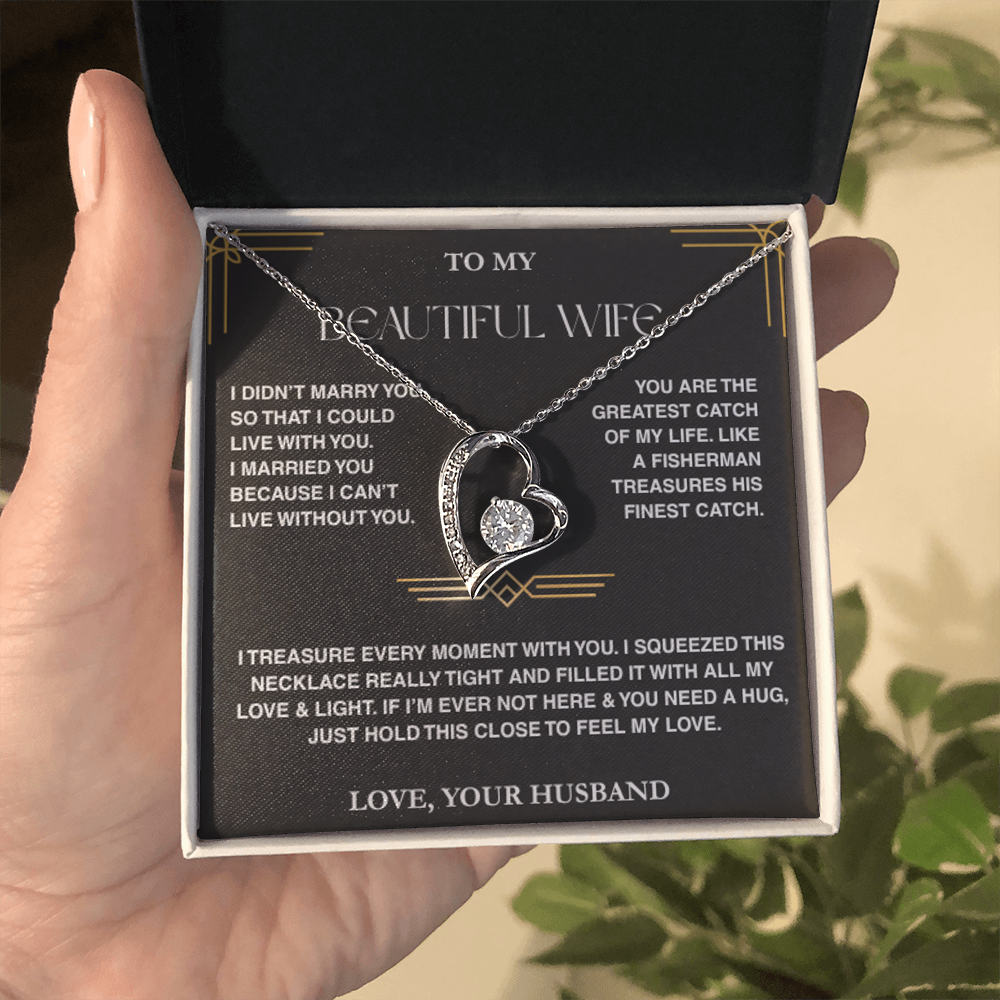 TO MY
BEAUTIFUL WIFE
I DIDN'T MARRY YOU
SO THAT I COULD
LIVE WITH YOU.
I MARRIED YOU
BECAUSE I CAN'T
LIVE WITHOUT YOU.
YOU ARE THE
GREATEST CATCH
OF MY LIFE. LIKE
A FISHERMAN
TREASURES HIS
FINEST CATCH.
I TREASURE EVERY MOMENT WITH YOU. I SQUEEZED THIS
NECKLACE REALLY TIGHT AND FILLED IT WITH ALL MY
LOVE & LIGHT. IF I'M EVER NOT HERE & YOU NEED A HUG,
JUST HOLD THIS CLOSE TO FEEL MY LOVE.
LOVE, YOUR HUSBAND